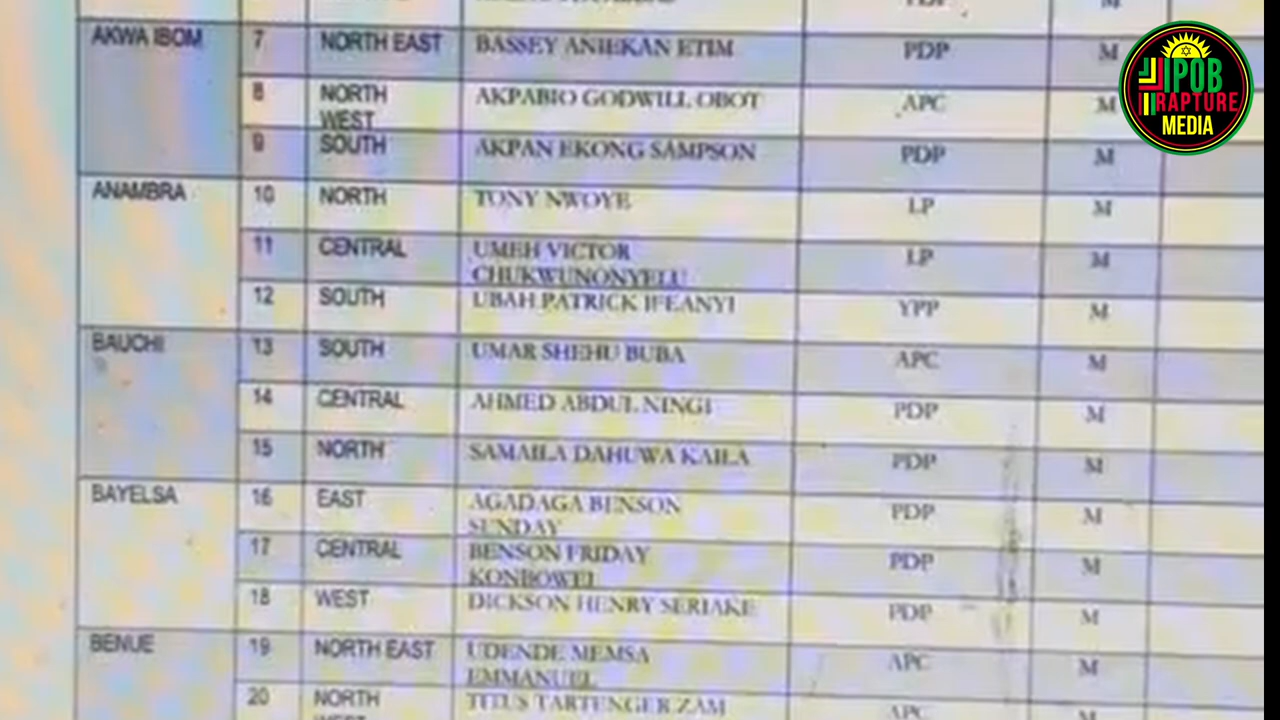 AKWA IBOM 7 NORTH EAST BASSEY ANIEKAN ETIM PDP M
8 NORTH WEST AKPABIO GODWILL OBOT APC M
9 SOUTH AKPAN EKONG SAMPSON PDP M
ANAMBRA 10 NORTH TONY NWOYE LP M
11 CENTRAL UMEH VICTOR CHUKWUNONYELU LP M
12 SOUTH UBAH PATRICK IFEANYI YPP M
BAUCHI 13 SOUTH UMAR SHEHU BUBA APC M
14 CENTRAL AHMED ABDUL NINGI PDP M
15 NORTH SAMAILA DAHUWA KAILA PDP M
BAYELSA 16 EAST AGADAGA BENSON SUNDAY PDP M
17 CENTRAL BENSON FRIDAY KONBOWEI PDP M
18 WEST DICKSON HENRY SERIAKE PDP M
BENUE 19 NORTH EAST UDENDE MEMSA EMMANUEL APC M
20 NORTH TITUS TARTENGER ZAM APC M
IPOB
RAPTURE
MEDIA